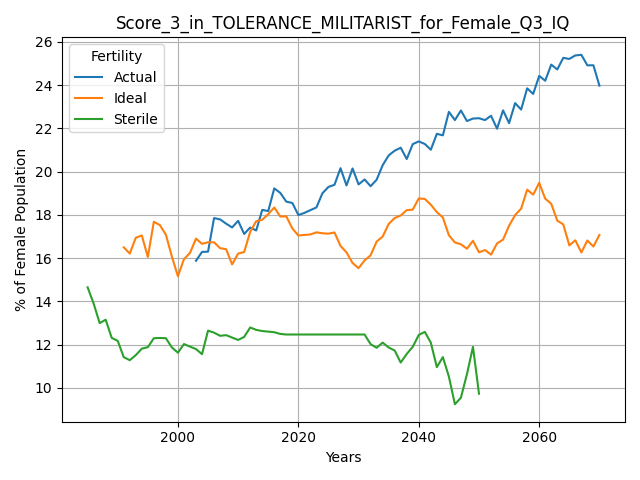 Score_3_in_TOLERANCE_MILITARIST_for_Female_Q3_IQ
Fertility
Actual
Ideal
Sterile
% of Female Population
26
24
22
20
18
16
14
12
10
2000
2020
2040
2060
Years